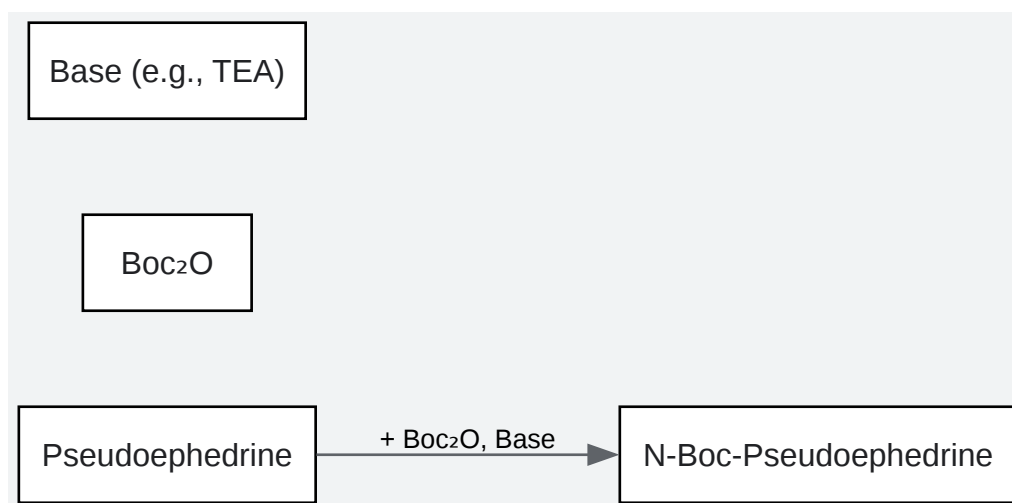 Base (e.g., TEA)
Boc₂O
Pseudoephedrine
+ Boc₂O, Base
N-Boc-Pseudoephedrine